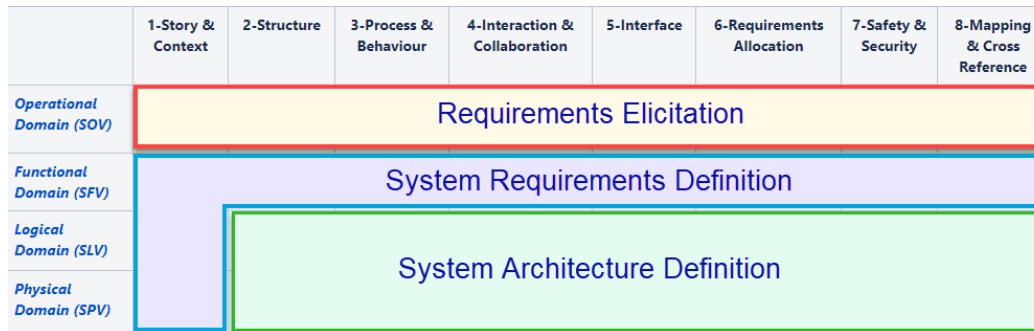 1-Story &
Context
2-Structure
3-Process &
Behaviour
4-Interaction &
Collaboration
5-Interface
6-Requirements
Allocation
7-Safety &
Security
8-Mapping
& Cross
Reference
Operational
Domain (SOV)
Requirements Elicitation
Functional
Domain (SFV)
System Requirements Definition
Logical
Domain (SLV)
System Architecture Definition
Physical
Domain (SPV)